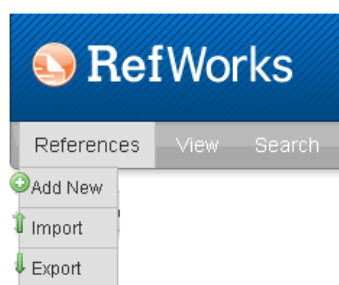 RefWorks
References View Search
Add New
Import
Export